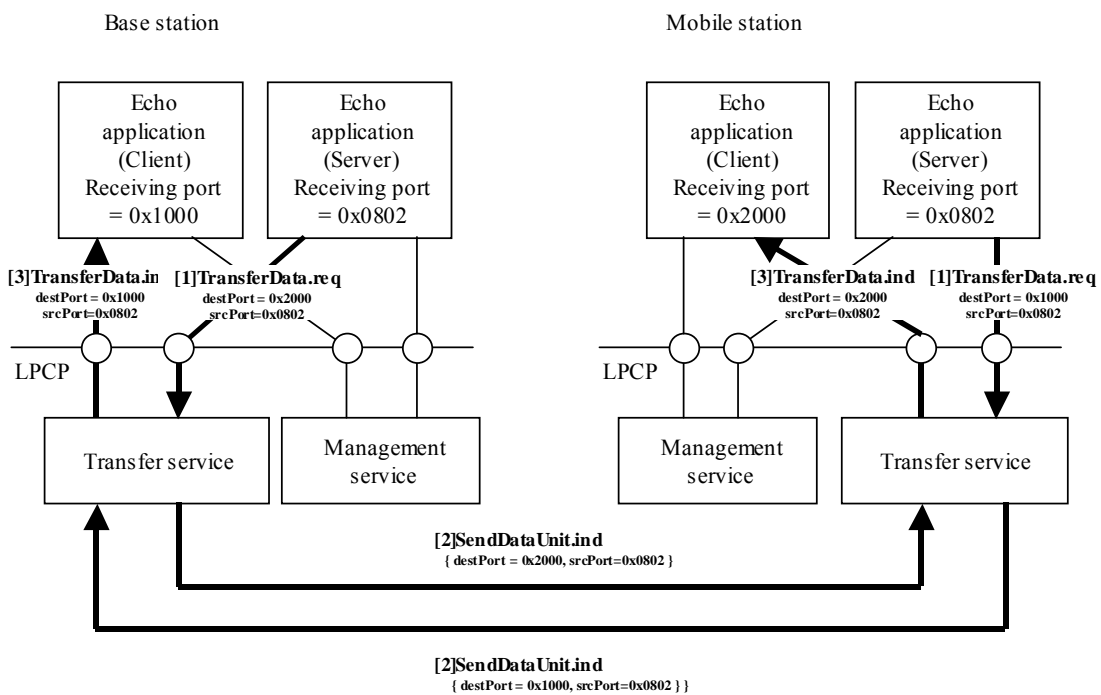 Base station
Mobile station
Echo
application
(Client)
Receiving port
= 0x1000
Echo
application
(Server)
Receiving port
= 0x0802
Echo
application
(Client)
Receiving port
= 0x2000
Echo
application
(Server)
Receiving port
= 0x0802
[3]TransferData.in
destPort = 0x1000
srcPort=0x0802
[1]TransferData.req
destPort = 0x2000
srcPort=0x0802
[3]TransferData.ind
destPort = 0x2000
srcPort=0x0802
[1]TransferData.req
destPort = 0x1000
srcPort=0x0802
LPCP
LPCP
Transfer service
Management
service
Management
service
Transfer service
[2]SendDataUnit.ind
{ destPort = 0x2000, srcPort=0x0802 }
[2]SendDataUnit.ind
{ destPort = 0x1000, srcPort=0x0802 } }